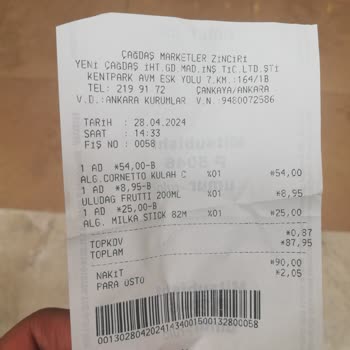 ÇAĞDAŞ MARKETLER ZİNCİRİ
YENİ ÇAĞDAŞ İHT.GD.MAD.İNŞ TİC.LTD.ŞTİ
KENTPARK AVM ESK YOLU 7.KM.:164/1B
TEL: 219 91 72 ÇANKAYA/ANKARA
V.D.:ANKARA KURUMLAR V.N :9480072586
TARİH : 28.04.2024
SAAT : 14:33
FİŞ NO : 0058
1 AD *54,00-B
ALG.CORNETTO KULAH C %01 *54,00
1 AD *8,95-B
ULUDAG FRUTTI 200ML %01 *8,95
1 AD *25,00-B
ALG. MILKA STICK 82M %01 *25,00
TOPKDV *0,87
TOPLAM *87,95
NAKİT *90,00
PARA ÜSTÜ *2,05